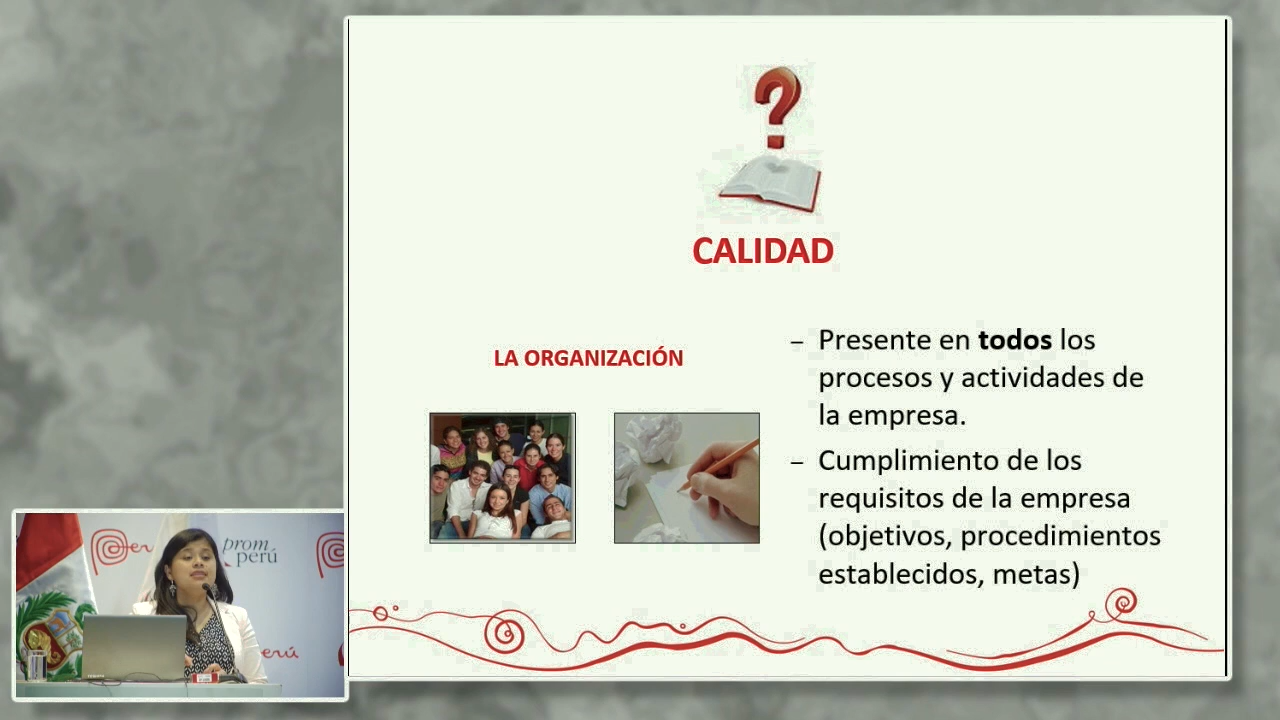 CALIDAD
LA ORGANIZACIÓN
– Presente en todos los
procesos y actividades de
la empresa.
– Cumplimiento de los
requisitos de la empresa
(objetivos, procedimientos
establecidos, metas)
prom
perú